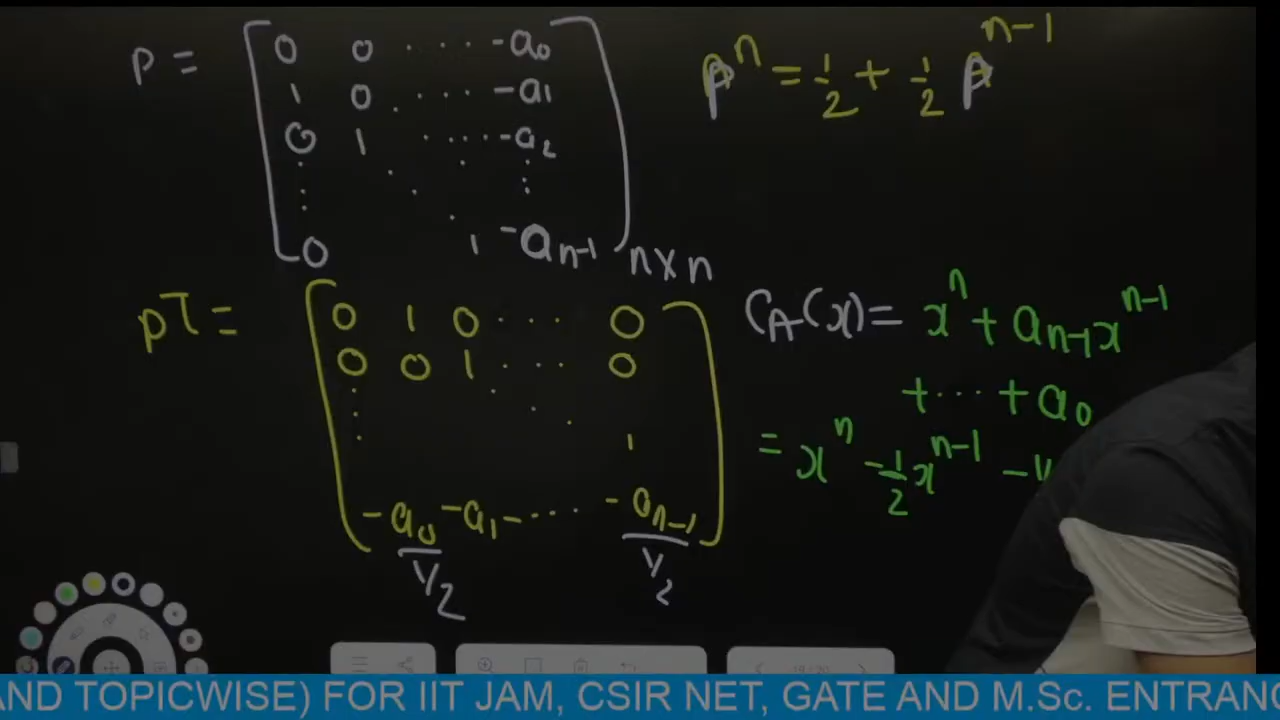 P = [ 0 0 . . . . -a₀
1 0 . . . . . -a₁
0 1 . . . . . -a₂
0 1 -aₙ₋₁ ] n×n
Pⁿ = 1/2 + 1/2 Pⁿ⁻¹
pT = [ 0 1 0 . . . 0
0 0 1 . . . 0
1
-a₀ -a₁ - . . . . -aₙ₋₁ ]
1/2 1/2
C_A(x) = xⁿ + aₙ₋₁xⁿ⁻¹
+ . . . + a₀
= xⁿ - 1/2 xⁿ⁻¹ -
19/20
AND TOPICWISE) FOR IIT JAM, CSIR NET, GATE AND M.Sc. ENTRANC